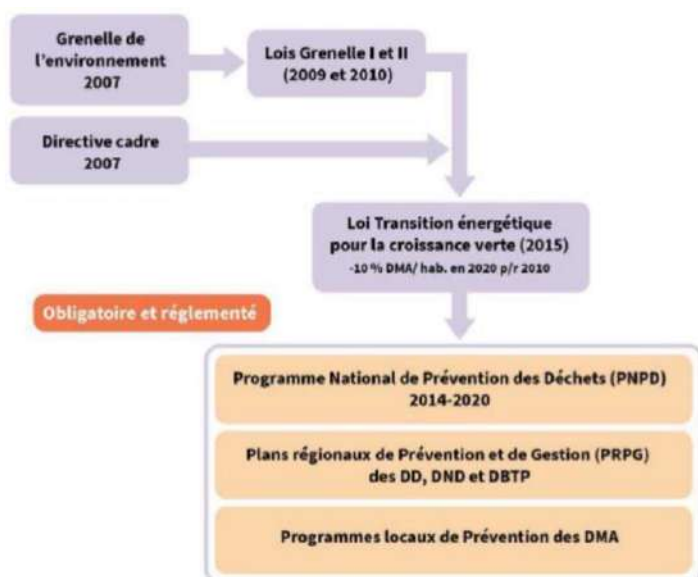 Grenelle de
l'environnement
2007
Lois Grenelle I et II
(2009 et 2010)
Directive cadre
2007
Loi Transition énergétique
pour la croissance verte (2015)
-10 % DMA/ hab. en 2020 p/r 2010
Obligatoire et réglementé
Programme National de Prévention des Déchets (PNPD)
2014-2020
Plans régionaux de Prévention et de Gestion (PRPG)
des DD, DND et DBTP
Programmes locaux de Prévention des DMA